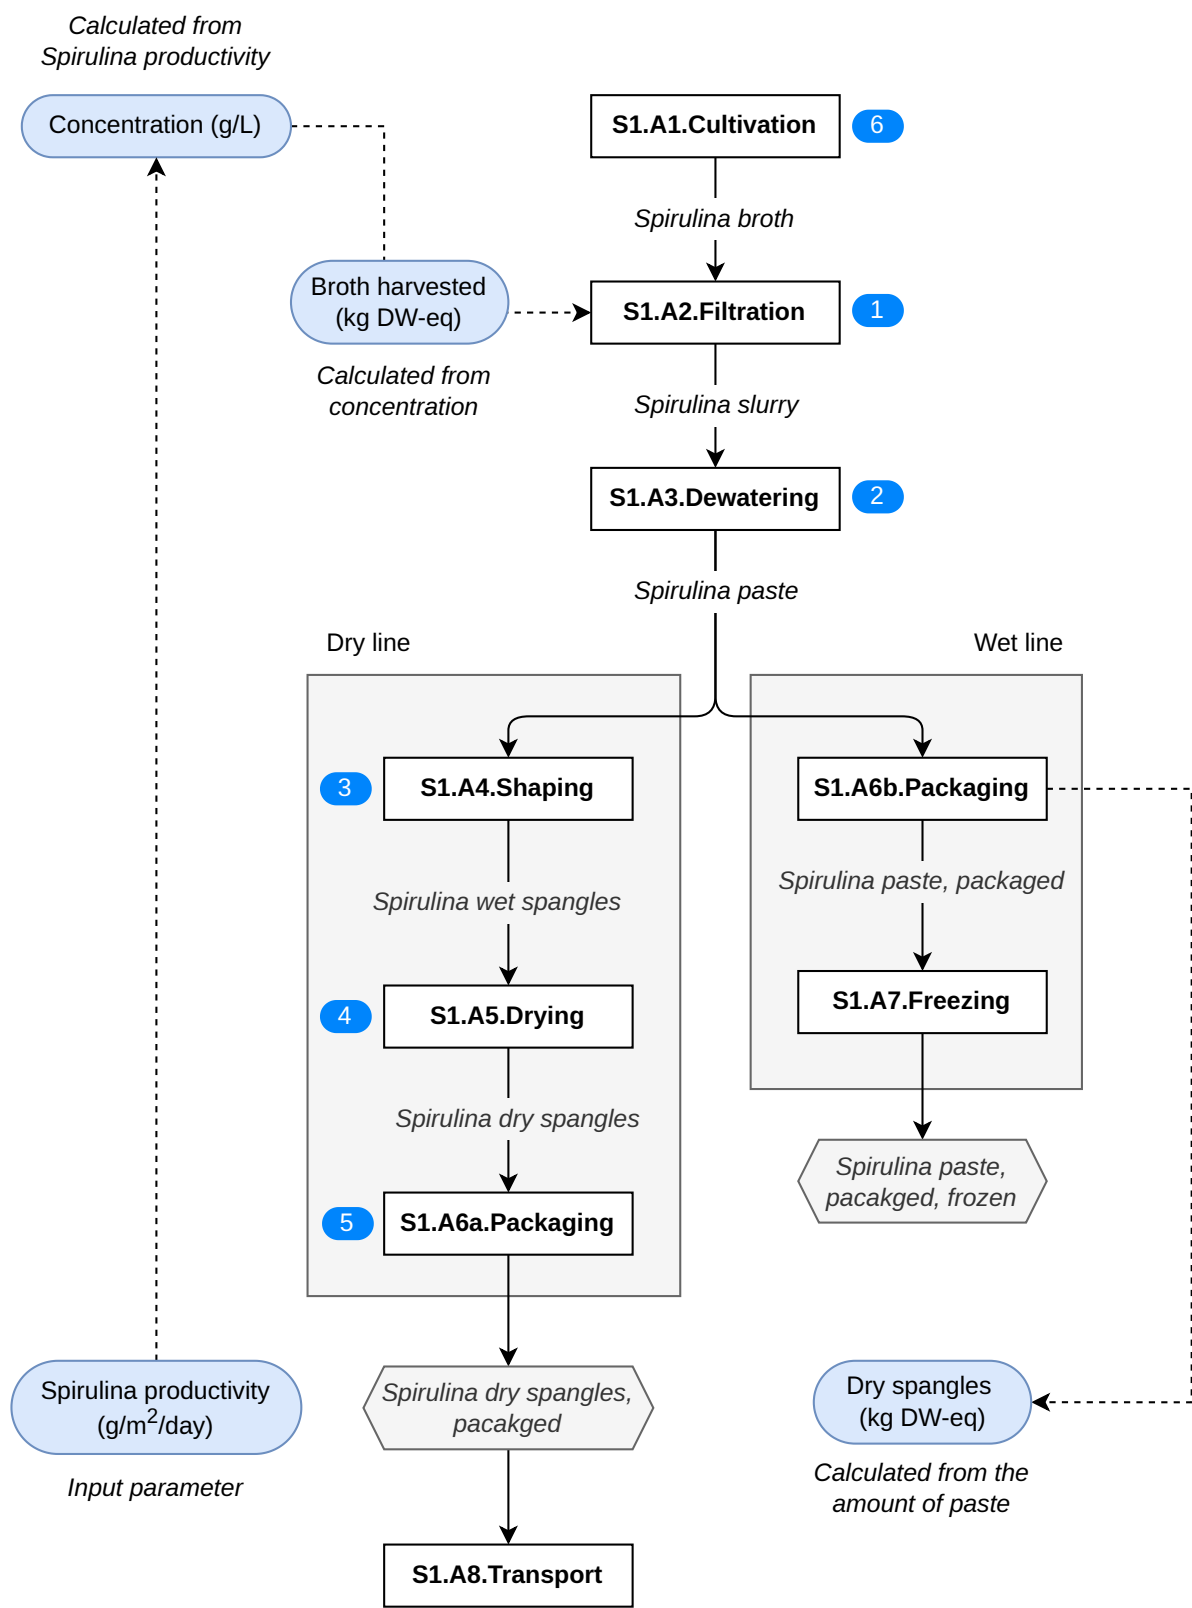 Calculated from
Spirulina productivity
Concentration (g/L)
S1.A1.Cultivation
6
Spirulina broth
Broth harvested
(kg DW-eq)
S1.A2.Filtration
1
Calculated from
concentration
Spirulina slurry
S1.A3.Dewatering
2
Spirulina paste
Dry line
Wet line
3
S1.A4.Shaping
S1.A6b.Packaging
Spirulina paste, packaged
Spirulina wet spangles
4
S1.A5.Drying
S1.A7.Freezing
Spirulina dry spangles
Spirulina paste,
pacakged, frozen
5
S1.A6a.Packaging
Spirulina productivity
(g/m²/day)
Input parameter
Spirulina dry spangles,
pacakged
Dry spangles
(kg DW-eq)
Calculated from the
amount of paste
S1.A8.Transport